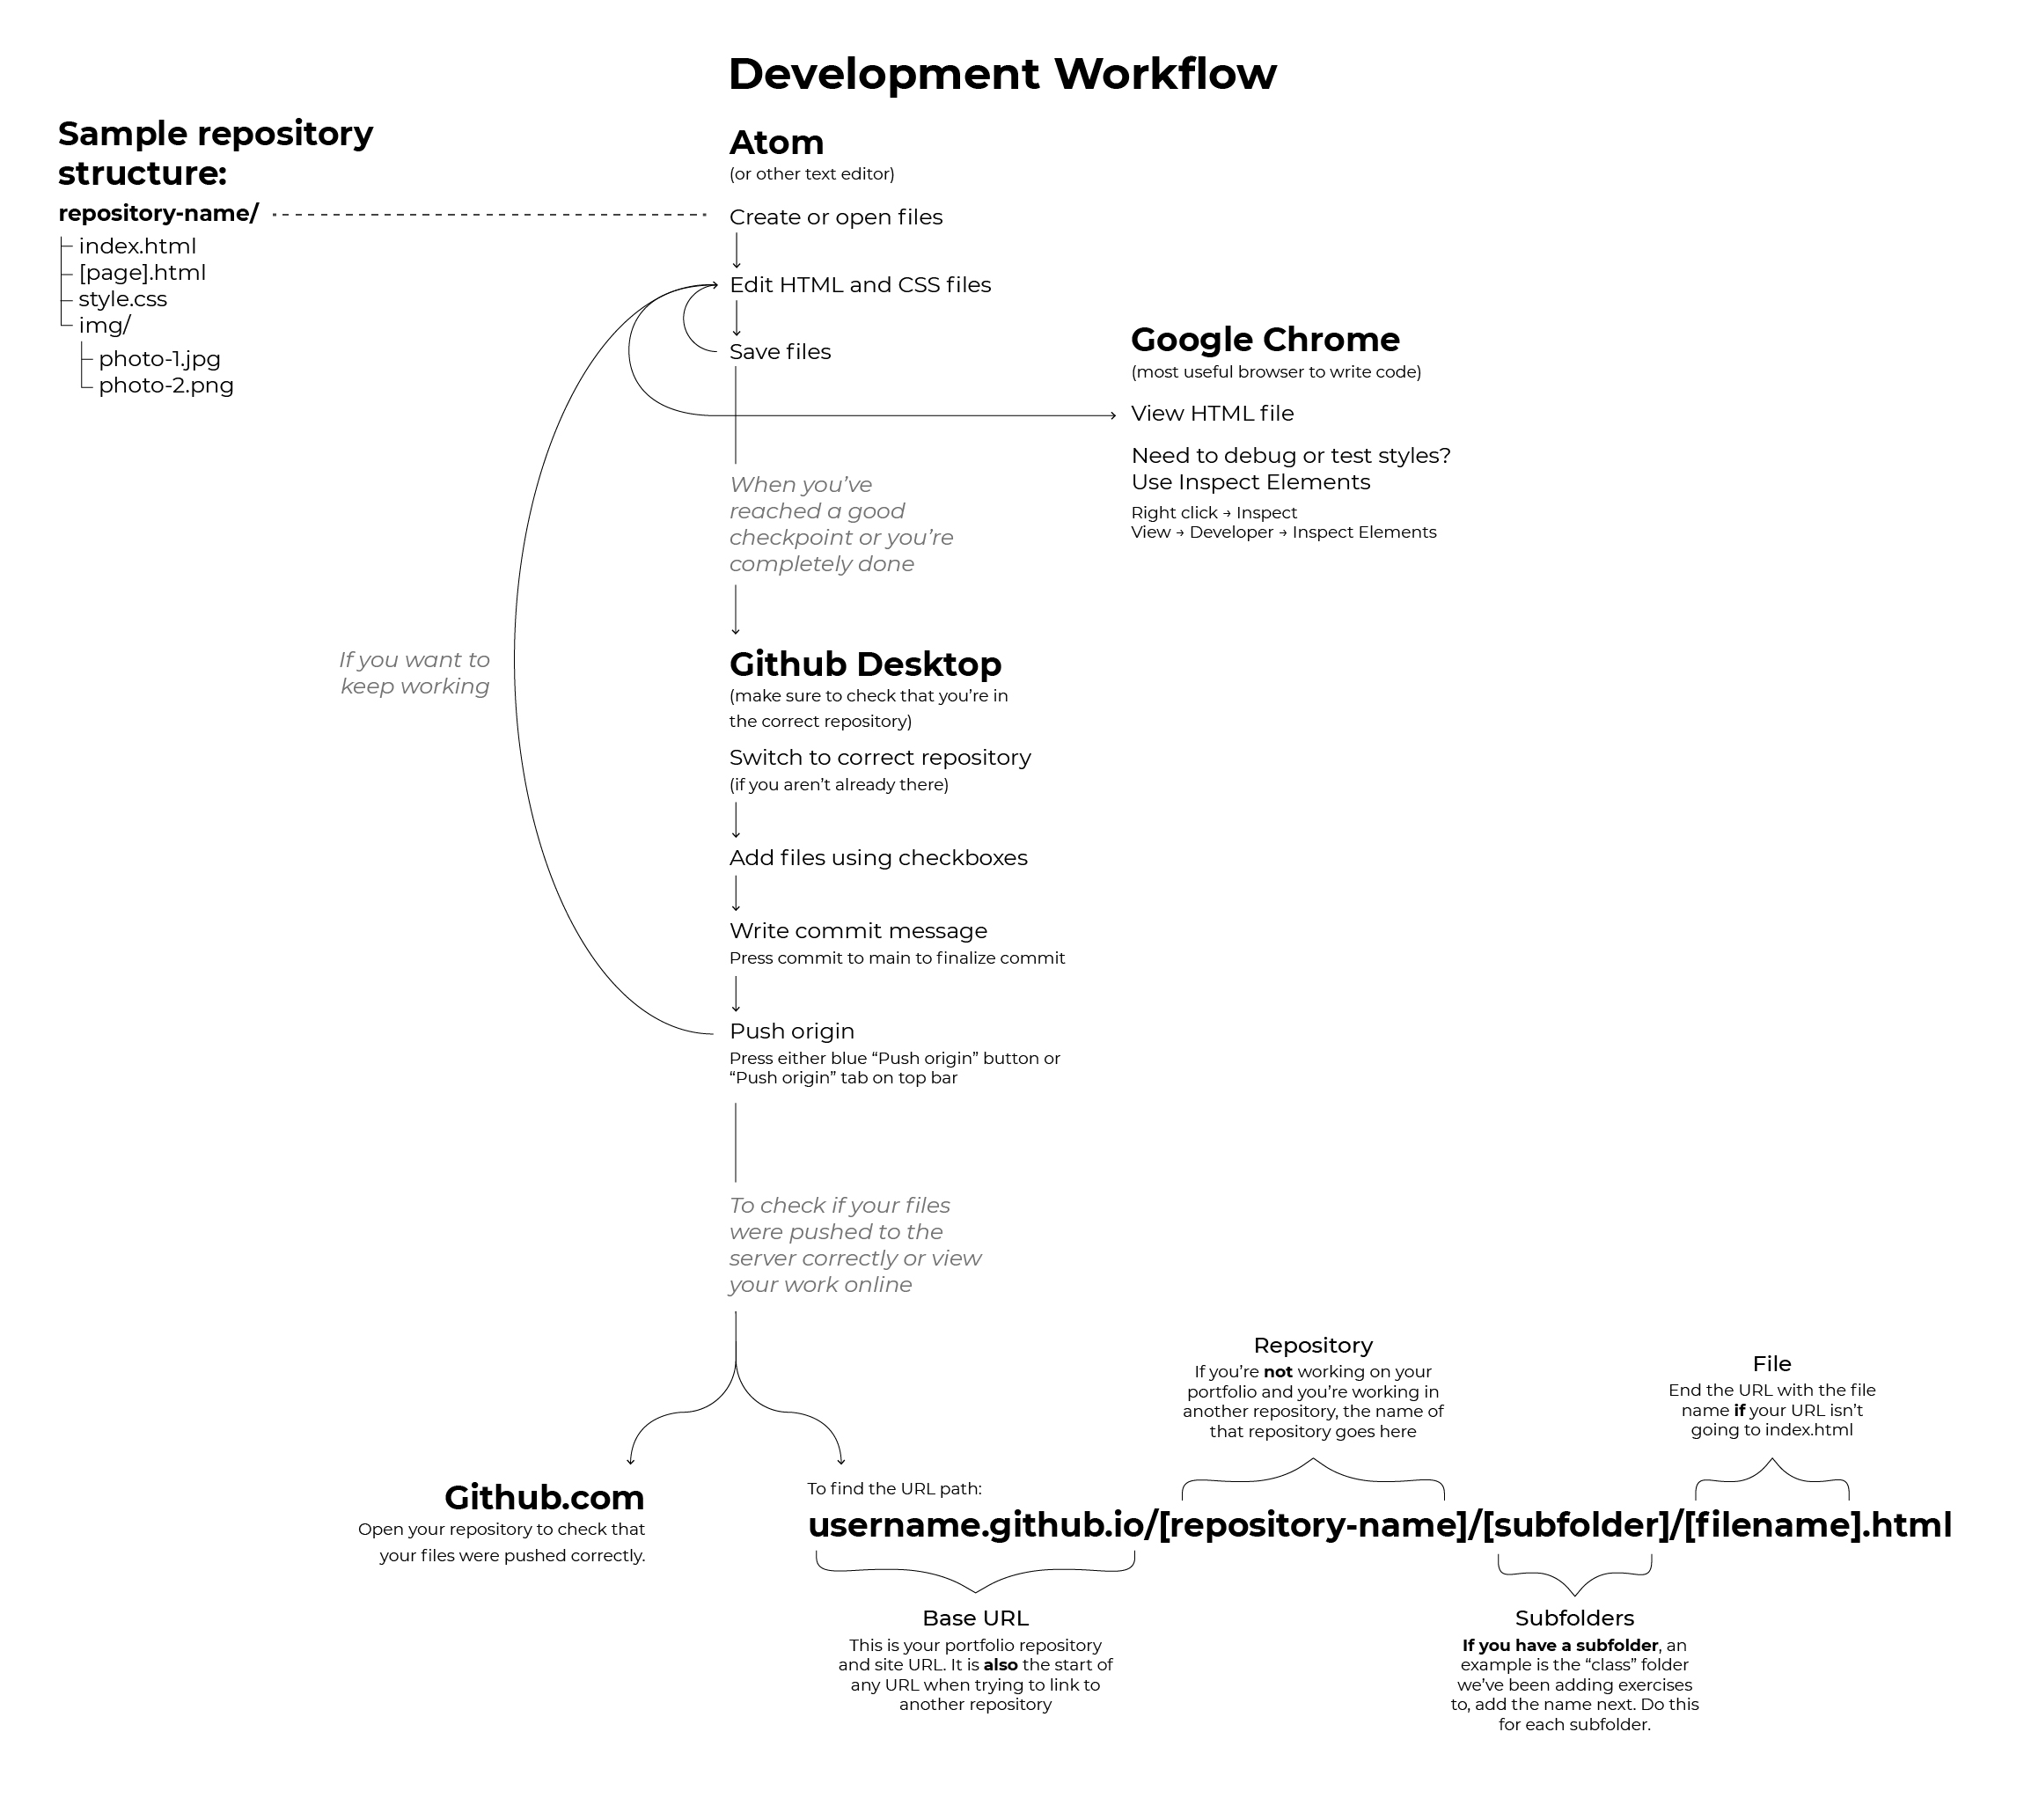 Development Workflow
Sample repository
structure:
repository-name/
index.html
[page].html
style.css
img/
photo-1.jpg
photo-2.png
Atom
(or other text editor)
Create or open files
Edit HTML and CSS files
Save files
Google Chrome
(most useful browser to write code)
View HTML file
Need to debug or test styles?
Use Inspect Elements
Right click → Inspect
View → Developer → Inspect Elements
When you’ve
reached a good
checkpoint or you’re
completely done
If you want to
keep working
Github Desktop
(make sure to check that you’re in
the correct repository)
Switch to correct repository
(if you aren’t already there)
Add files using checkboxes
Write commit message
Press commit to main to finalize commit
Push origin
Press either blue “Push origin” button or
“Push origin” tab on top bar
To check if your files
were pushed to the
server correctly or view
your work online
Github.com
Open your repository to check that
your files were pushed correctly.
Repository
If you’re not working on your
portfolio and you’re working in
another repository, the name of
that repository goes here
File
End the URL with the file
name if your URL isn’t
going to index.html
To find the URL path:
username.github.io/[repository-name]/[subfolder]/[filename].html
Base URL
This is your portfolio repository
and site URL. It is also the start of
any URL when trying to link to
another repository
Subfolders
If you have a subfolder, an
example is the “class” folder
we’ve been adding exercises
to, add the name next. Do this
for each subfolder.